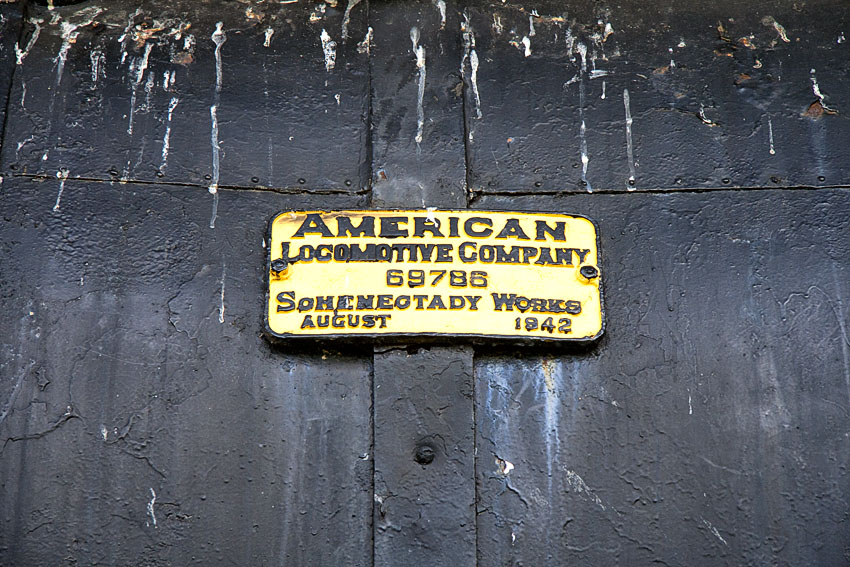 AMERICAN
LOCOMOTIVE COMPANY
69786
SCHENECTADY WORKS
AUGUST 1942